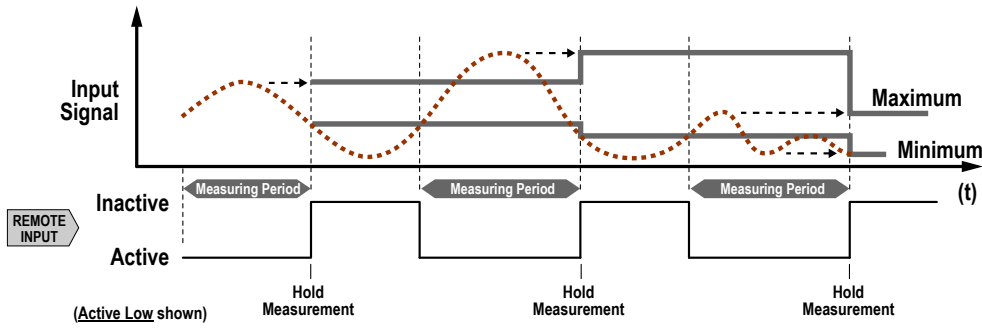 Input
Signal
Maximum
Minimum
(t)
Measuring Period
Measuring Period
Measuring Period
Inactive
REMOTE
INPUT
Active
Hold
Measurement
Hold
Measurement
Hold
Measurement
(Active Low shown)